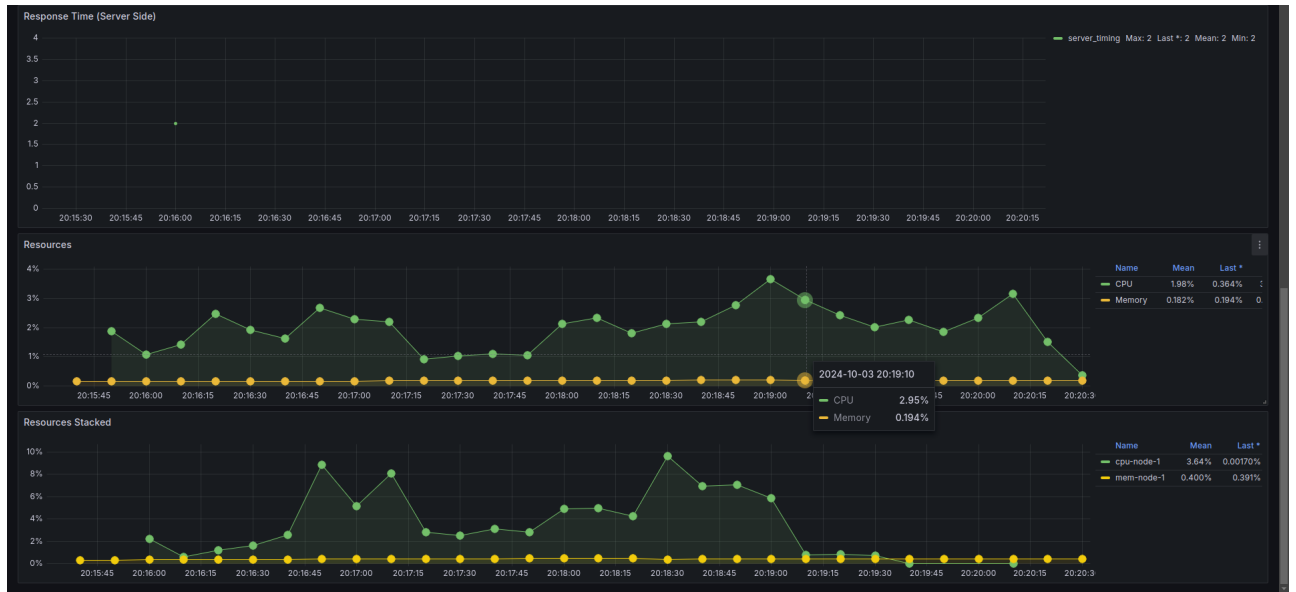 Response Time (Server Side)
4
3.5
3
2.5
2
1.5
1
0.5
0
20:15:30 20:15:45 20:16:00 20:16:15 20:16:30 20:16:45 20:17:00 20:17:15 20:17:30 20:17:45 20:18:00 20:18:15 20:18:30 20:18:45 20:19:00 20:19:15 20:19:30 20:19:45 20:20:00 20:20:15
server_timing Max: 2 Last *: 2 Mean: 2 Min: 2
Resources
4%
3%
2%
1%
0%
20:15:45 20:16:00 20:16:15 20:16:30 20:16:45 20:17:00 20:17:15 20:17:30 20:17:45 20:18:00 20:18:15 20:18:30 20:18:45 20:19:00 2 :45 20:20:00 20:20:15 20:20:3
Name Mean Last *
CPU 1.98% 0.364%
Memory 0.182% 0.194% 0.
2024-10-03 20:19:10
CPU 2.95%
Memory 0.194%
Resources Stacked
10%
8%
6%
4%
2%
0%
20:15:45 20:16:00 20:16:15 20:16:30 20:16:45 20:17:00 20:17:15 20:17:30 20:17:45 20:18:00 20:18:15 20:18:30 20:18:45 20:19:00 20:19:15 20:19:30 20:19:45 20:20:00 20:20:15 20:20:3
Name Mean Last *
cpu-node-1 3.64% 0.00170%
mem-node-1 0.400% 0.391%